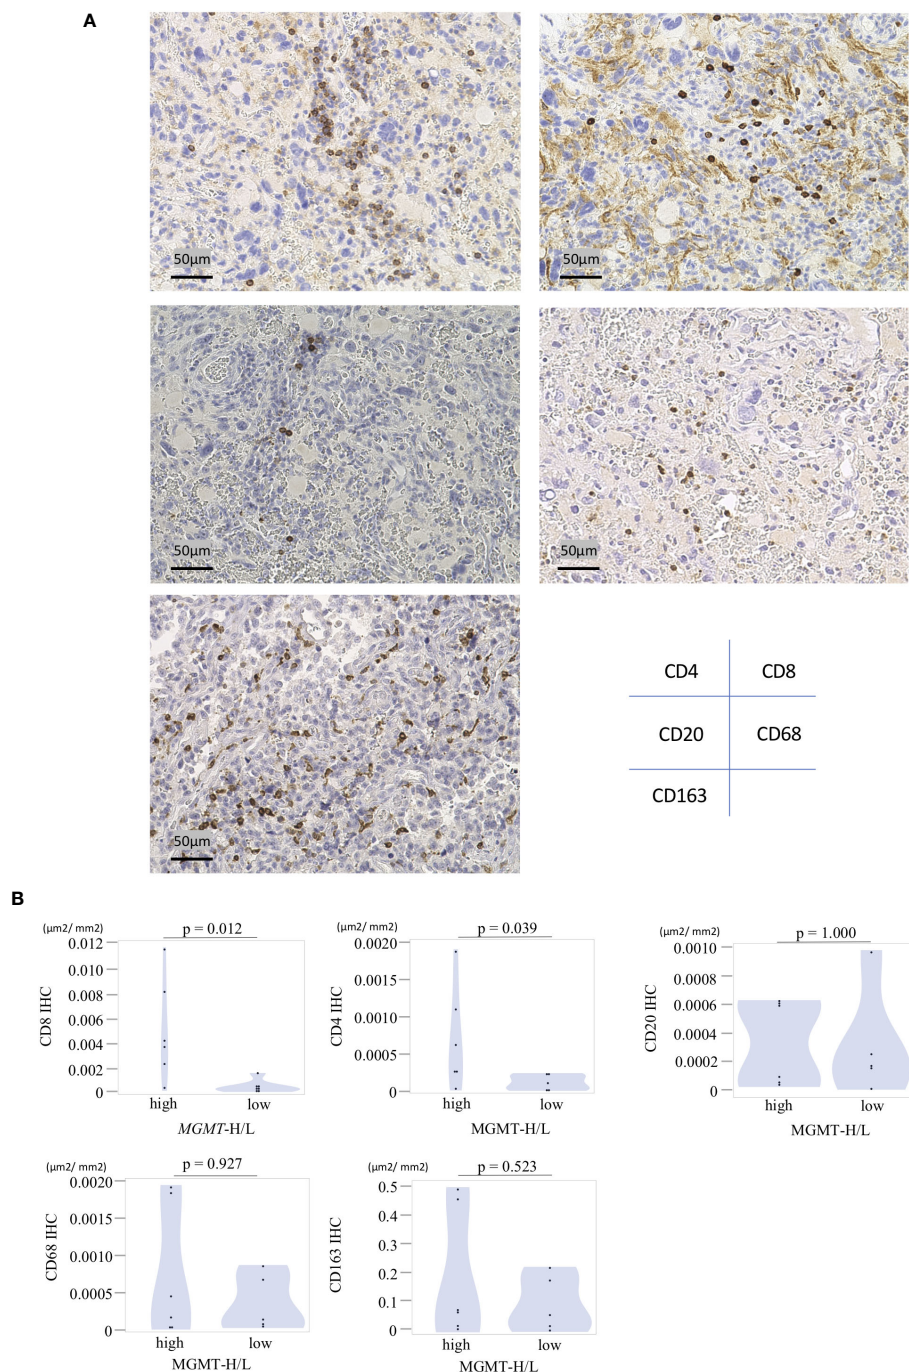 A
50μm
50μm
50μm
50μm
50μm
CD4 CD8
CD20 CD68
CD163
B
(μm2/ mm2)
p = 0.012
0.012
0.010
0.008
0.006
0.004
0.002
0
CD8 IHC
high low
MGMT-H/L
(μm2/ mm2)
p = 0.039
0.0020
0.0015
0.0010
0.0005
0
CD4 IHC
high low
MGMT-H/L
(μm2/ mm2)
p = 1.000
0.0010
0.0008
0.0006
0.0004
0.0002
0
CD20 IHC
high low
MGMT-H/L
(μm2/ mm2)
p = 0.927
0.0020
0.0015
0.0010
0.0005
0
CD68 IHC
high low
MGMT-H/L
(μm2/ mm2)
p = 0.523
0.5
0.4
0.3
0.2
0.1
0
CD163 IHC
high low
MGMT-H/L